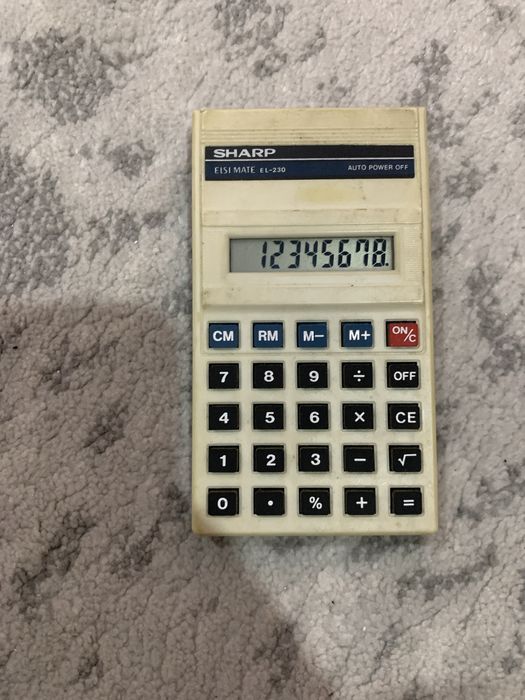 SHARP
ELSI MATE EL-230 AUTO POWER OFF
12345678.
CM RM M− M+ ON/C
7 8 9 ÷ OFF
4 5 6 × CE
1 2 3 − √
0 • % + =